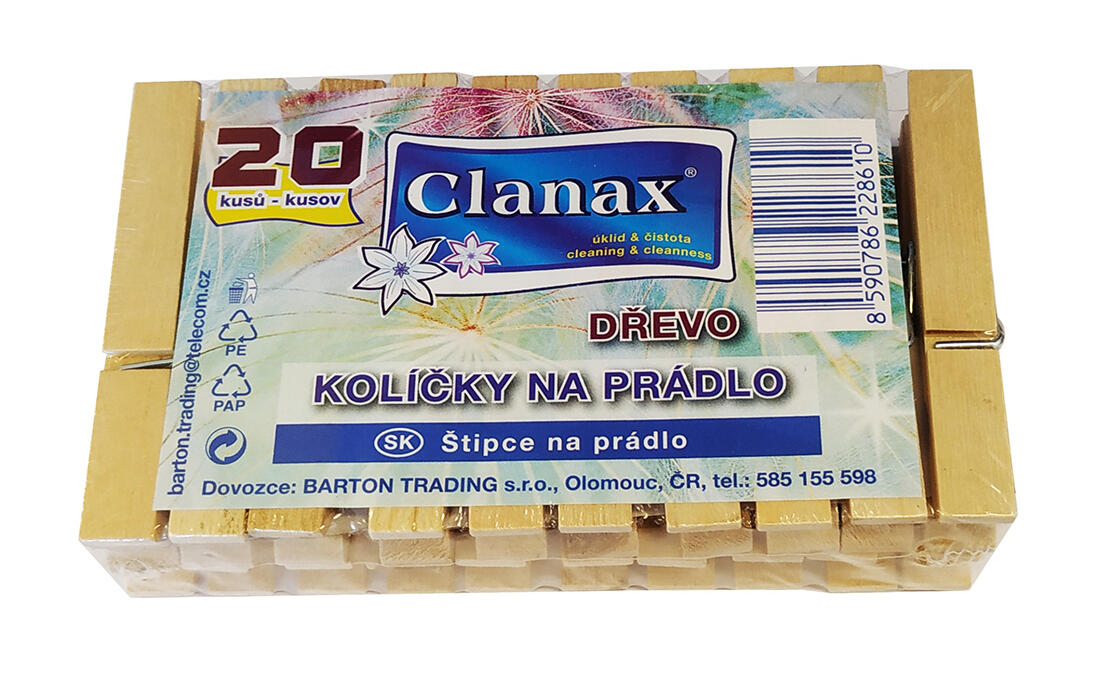 20
kusů - kusov
Clanax®
úklid & čistota
cleaning & cleanness
8 590786 228610
DŘEVO
KOLÍČKY NA PRÁDLO
SK Štipce na prádlo
Dovozce: BARTON TRADING s.r.o., Olomouc, ČR, tel.: 585 155 598
barton.trading@telecom.cz
PE
PAP